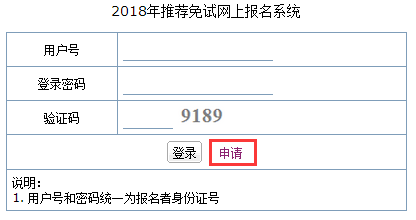 2018年推荐免试网上报名系统
用户号
登录密码
验证码 9189
登录 申请
说明:
1. 用户号和密码统一为报名者身份证号